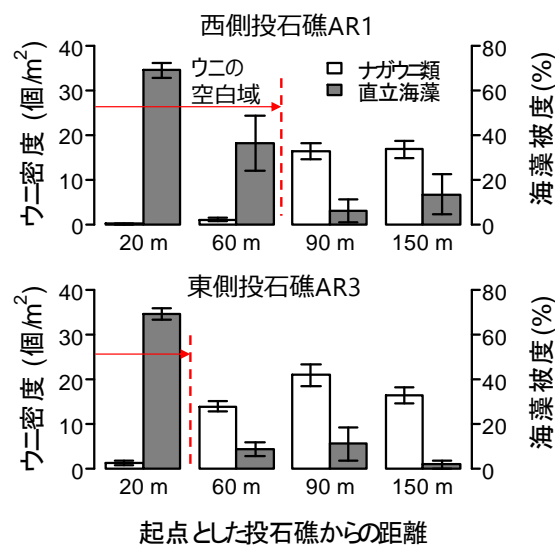 西側投石礁AR1
ウニ密度 (個/m²)
海藻被度 (%)
40
30
20
10
0
80
60
40
20
0
ウニの
空白域
ナガウニ類
直立海藻
20 m 60 m 90 m 150 m
東側投石礁AR3
ウニ密度 (個/m²)
海藻被度 (%)
40
30
20
10
0
80
60
40
20
0
20 m 60 m 90 m 150 m
起点とした投石礁からの距離